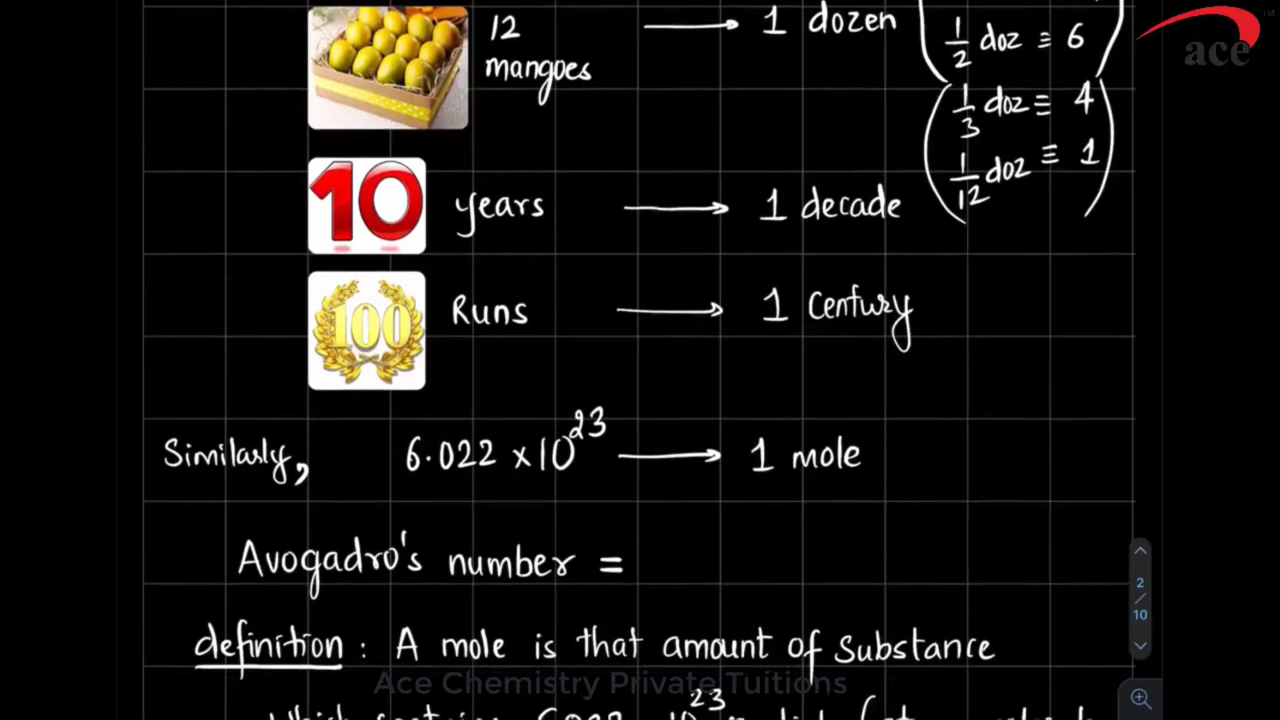 12 → 1 dozen
mangoes
1/2 doz ≡ 6
1/3 doz ≡ 4
1/12 doz ≡ 1
10 years → 1 decade
100 Runs → 1 Century
Similarly, 6.022 × 10²³ → 1 mole
Avogadro's number =
definition : A mole is that amount of substance
Ace Chemistry Private Tuitions
23
ace
TM
2
/
10